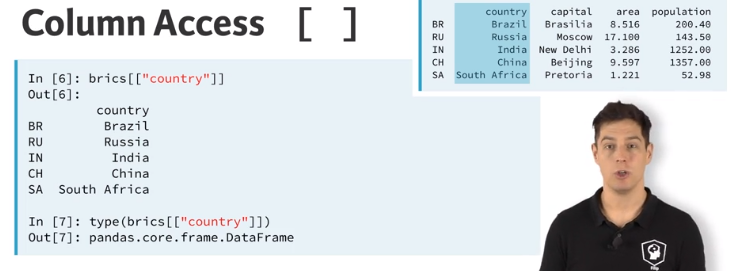 Column Access [ ]
country capital area population
BR Brazil Brasilia 8.516 200.40
RU Russia Moscow 17.100 143.50
IN India New Delhi 3.286 1252.00
CH China Beijing 9.597 1357.00
SA South Africa Pretoria 1.221 52.98
In [6]: brics[["country"]]
Out[6]:
country
BR Brazil
RU Russia
IN India
CH China
SA South Africa
In [7]: type(brics[["country"]])
Out[7]: pandas.core.frame.DataFrame